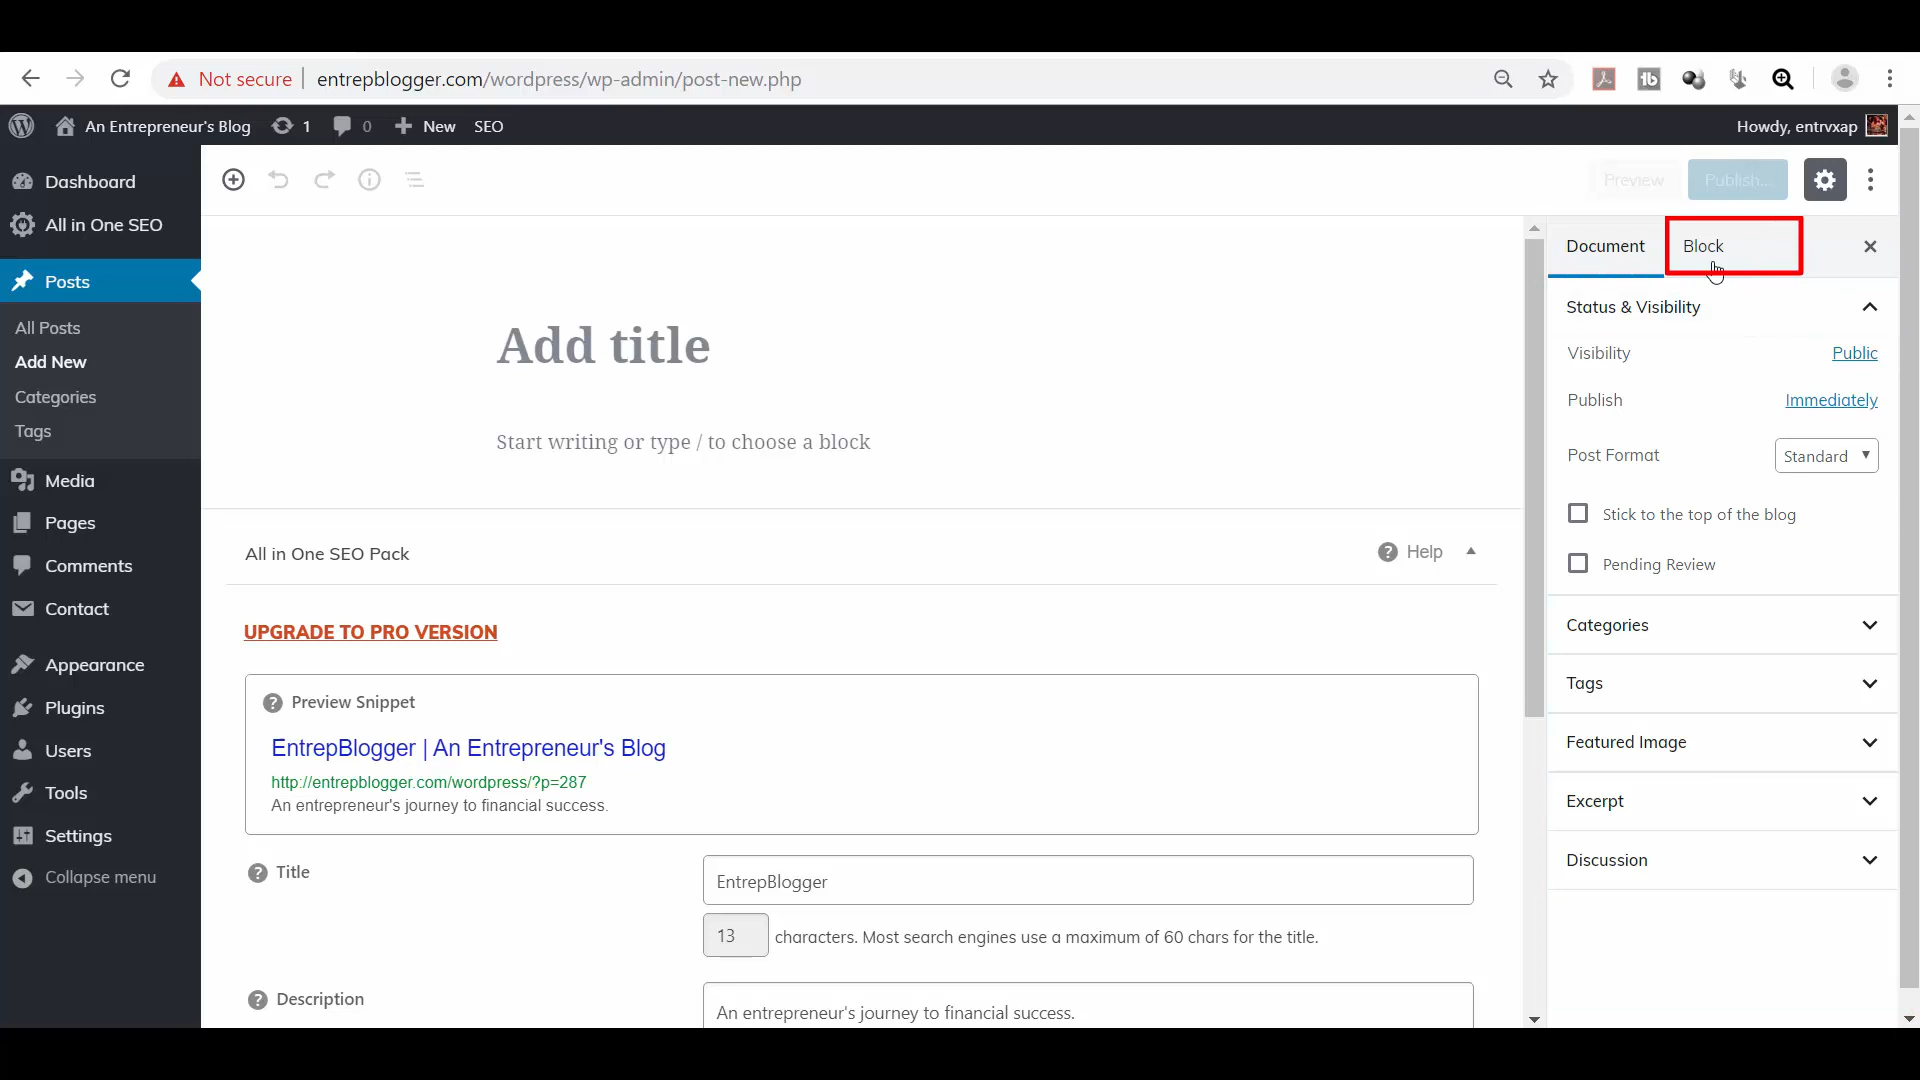 Not secure | entrepblogger.com/wordpress/wp-admin/post-new.php
An Entrepreneur's Blog 1 0 New SEO Howdy, entrvxap
Dashboard
All in One SEO
Posts
All Posts
Add New
Categories
Tags
Media
Pages
Comments
Contact
Appearance
Plugins
Users
Tools
Settings
Collapse menu
Preview Publish...
Add title
Start writing or type / to choose a block
All in One SEO Pack
Help
UPGRADE TO PRO VERSION
Preview Snippet
EntrepBlogger | An Entrepreneur's Blog
http://entrepblogger.com/wordpress/?p=287
An entrepreneur's journey to financial success.
Title
EntrepBlogger
13 characters. Most search engines use a maximum of 60 chars for the title.
Description
An entrepreneur's journey to financial success.
Document Block
Status & Visibility
Visibility Public
Publish Immediately
Post Format Standard
Stick to the top of the blog
Pending Review
Categories
Tags
Featured Image
Excerpt
Discussion